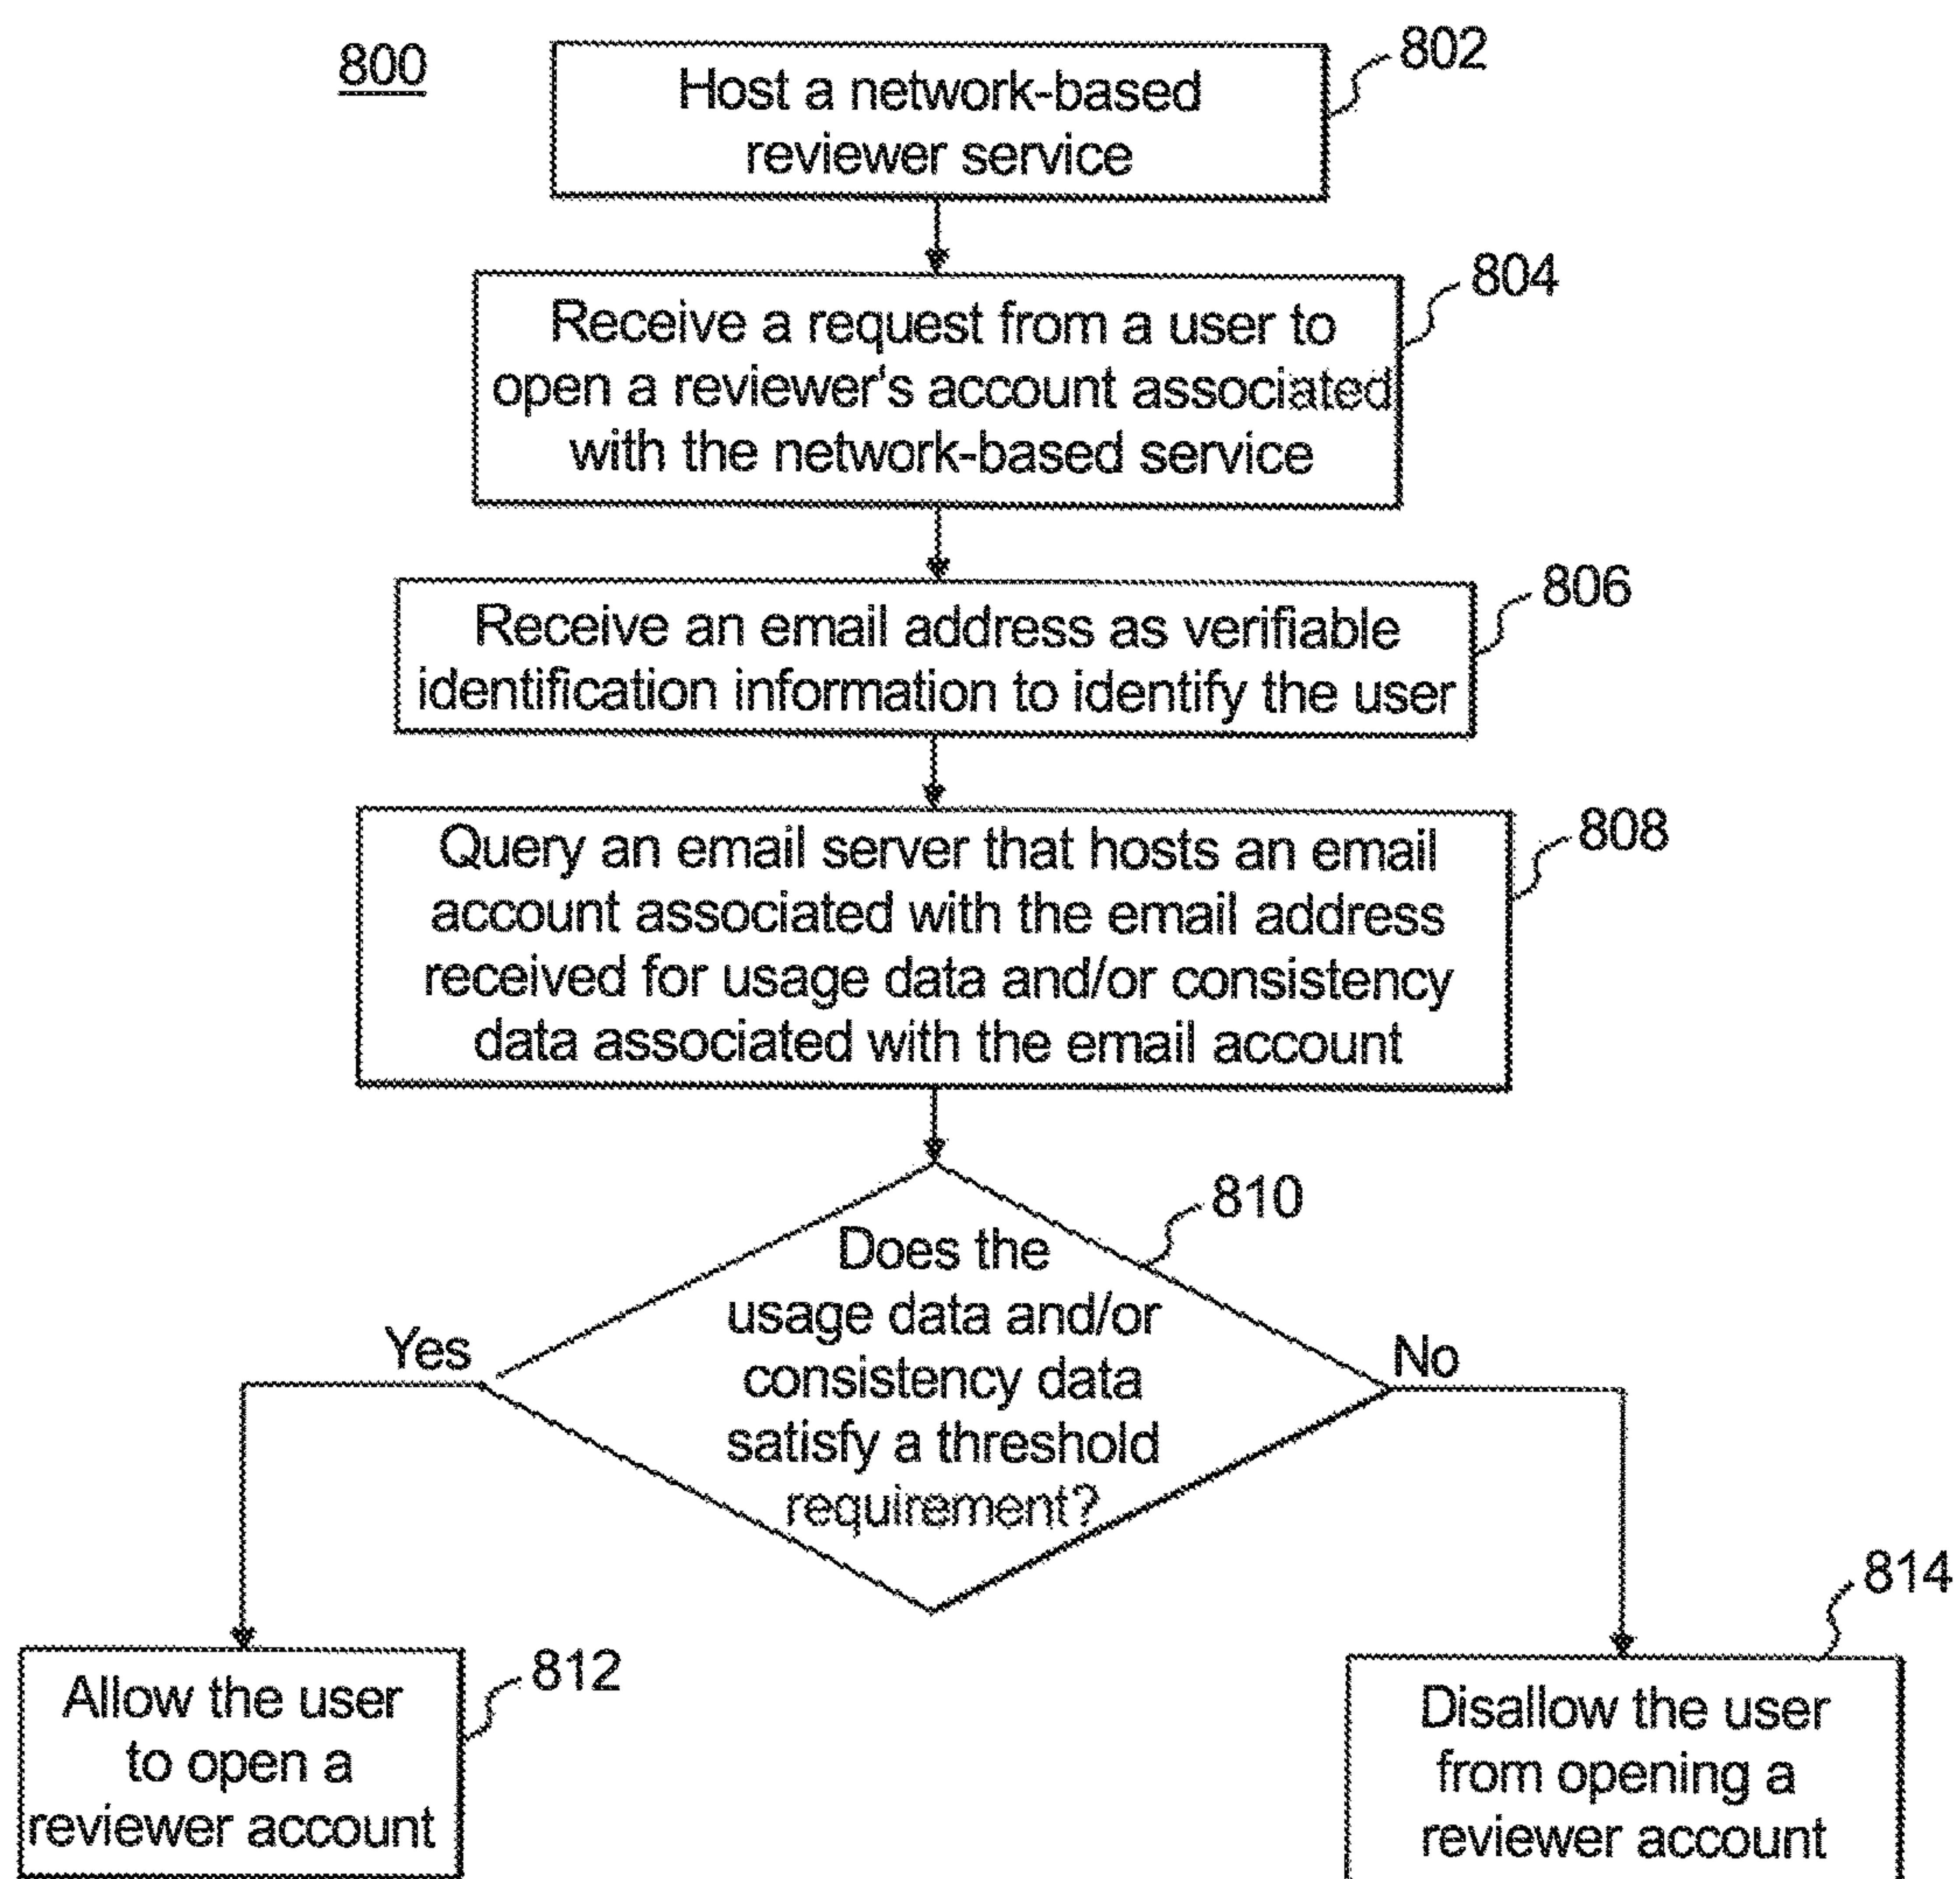 800
802
Host a network-based
reviewer service
804
Receive a request from a user to
open a reviewer's account associated
with the network-based service
806
Receive an email address as verifiable
identification information to identify the user
808
Query an email server that hosts an email
account associated with the email address
received for usage data and/or consistency
data associated with the email account
810
Does the
usage data and/or
consistency data
satisfy a threshold
requirement?
Yes
No
812
Allow the user
to open a
reviewer account
814
Disallow the user
from opening a
reviewer account